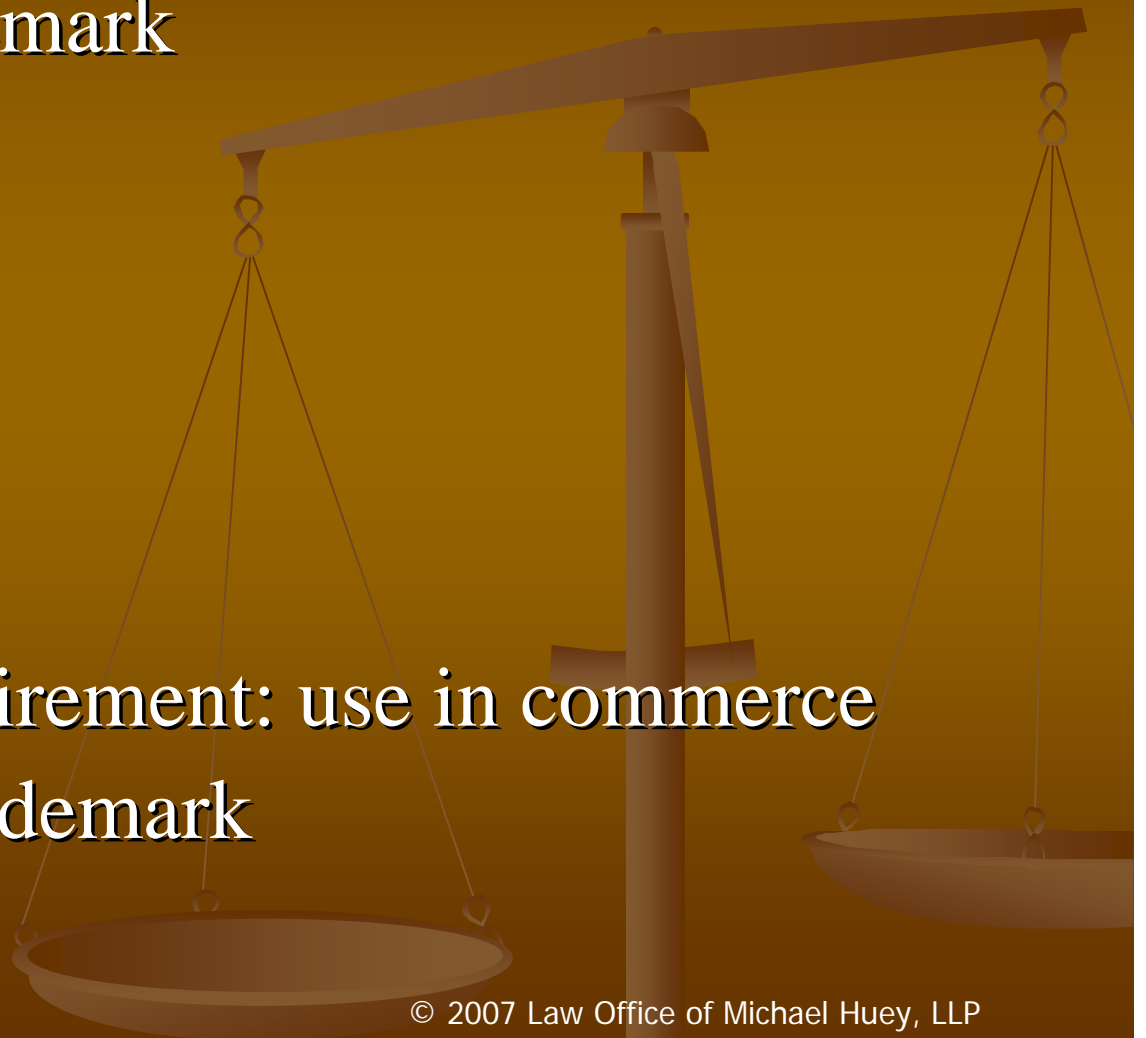 mark
irement: use in commerce
demark
© 2007 Law Office of Michael Huey, LLP